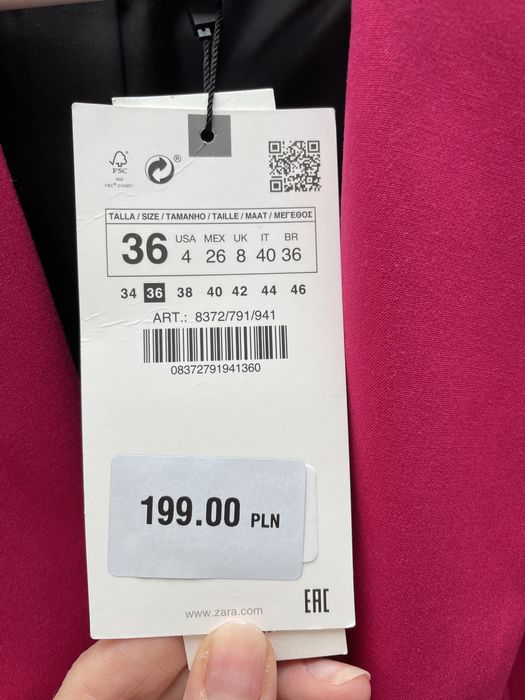 FSC
MIX
®
TALLA / SIZE / TAMANHO / TAILLE / MAAT / ΜΕΓΕΘΟΣ
36 USA 4 MEX 26 UK 8 IT 40 BR 36
34 36 38 40 42 44 46
ART.: 8372/791/941
08372791941360
199.00 PLN
www.zara.com
EAC